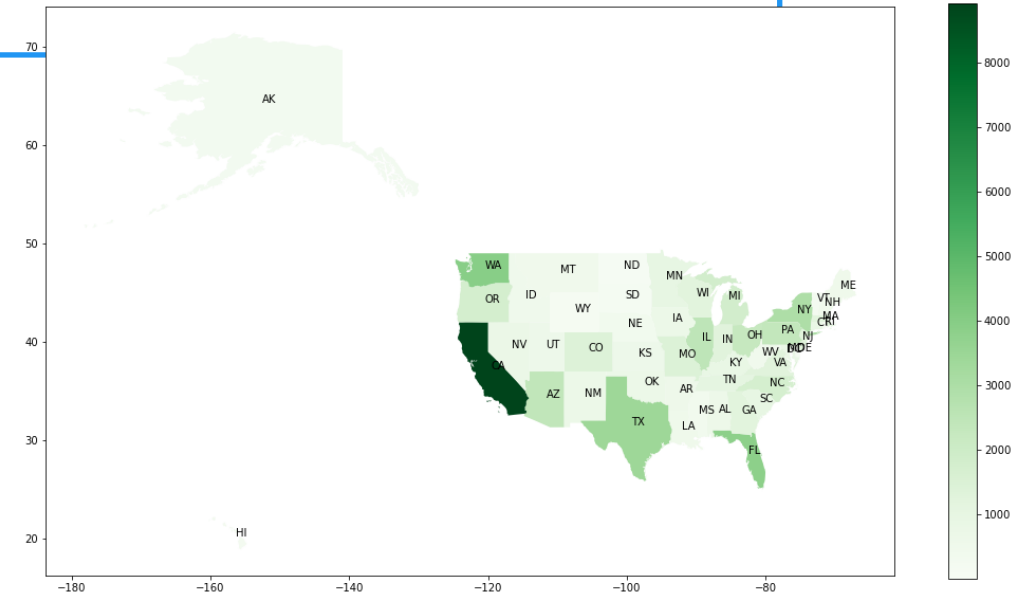 70
60
50
40
30
20
−180
−160
−140
−120
−100
−80
AK
WA
MT
ND
MN
ME
OR
ID
SD
WI
MI
VT
NH
WY
NY
MA
NE
IA
CT
RI
NV
UT
CO
IL
IN
OH
PA
NJ
CA
KS
MO
WV
MD
DC
DE
KY
VA
AZ
NM
OK
AR
TN
NC
SC
TX
LA
MS
AL
GA
FL
HI
8000
7000
6000
5000
4000
3000
2000
1000